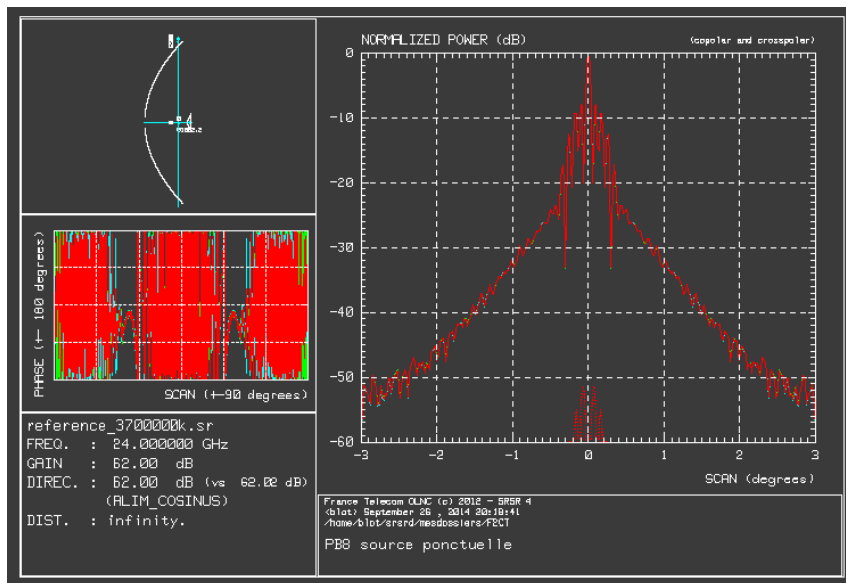 NORMALIZED POWER (dB)
(copolar and crosspolar)
0
-10
-20
-30
-40
-50
-60
-3
-2
-1
0
1
2
3
SCAN (degrees)
PHASE (+- 180 degrees)
SCAN (+-90 degrees)
reference_3700000k.sr
FREQ. : 24.000000 GHz
GAIN : 62.00 dB
DIREC. : 62.00 dB (vs 62.02 dB)
(ALIM_COSINUS)
DIST. : infinity.
France Telecom OLNC (c) 2012 - SRSR 4
<blot> September 26 , 2014 20:18:41
/home/blot/srsrd/mesdossiers/F2CT
PB8 source ponctuelle